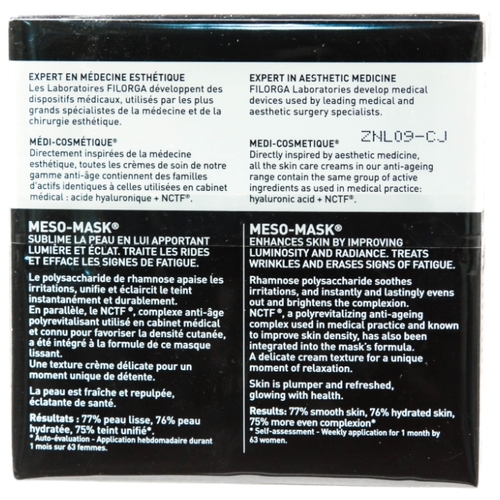 EXPERT EN MÉDECINE ESTHÉTIQUE
Les Laboratoires FILORGA développent des
dispositifs médicaux, utilisés par les plus
grands spécialistes de la médecine et de la
chirurgie esthétique.
MÉDI-COSMÉTIQUE®
Directement inspirées de la médecine
esthétique, toutes les crèmes de soin de notre
gamme anti-âge contiennent des familles
d'actifs identiques à celles utilisées en cabinet
médical : acide hyaluronique + NCTF®.
MESO-MASK®
SUBLIME LA PEAU EN LUI APPORTANT
LUMIÈRE ET ÉCLAT. TRAITE LES RIDES
ET EFFACE LES SIGNES DE FATIGUE.
Le polysaccharide de rhamnose apaise les
irritations, unifie et éclaircit le teint
instantanément et durablement.
En parallèle, le NCTF®, complexe anti-âge
polyrevitalisant utilisé en cabinet médical
et connu pour favoriser la densité cutanée,
a été intégré à la formule de ce masque
lissant.
Une texture crème délicate pour un
moment unique de détente.
La peau est fraîche et repulpée,
éclatante de santé.
Résultats : 77% peau lisse, 76% peau
hydratée, 75% teint unifié*.
* Auto-évaluation - Application hebdomadaire durant
1 mois sur 63 femmes.
EXPERT IN AESTHETIC MEDICINE
FILORGA Laboratories develop medical
devices used by leading medical and
aesthetic surgery specialists.
ZNL09-CJ
MEDI-COSMETIQUE®
Directly inspired by aesthetic medicine,
all the skin care creams in our anti-ageing
range contain the same group of active
ingredients as used in medical practice:
hyaluronic acid + NCTF®.
MESO-MASK®
ENHANCES SKIN BY IMPROVING
LUMINOSITY AND RADIANCE. TREATS
WRINKLES AND ERASES SIGNS OF FATIGUE.
Rhamnose polysaccharide soothes
irritations, and instantly and lastingly evens
out and brightens the complexion.
NCTF®, a polyrevitalizing anti-ageing
complex used in medical practice and known
to improve skin density, has also been
integrated into the mask's formula.
A delicate cream texture for a unique
moment of relaxation.
Skin is plumper and refreshed,
glowing with health.
Results: 77% smooth skin, 76% hydrated skin,
75% more even complexion*
* Self-assessment - Weekly application for 1 month by
63 women.